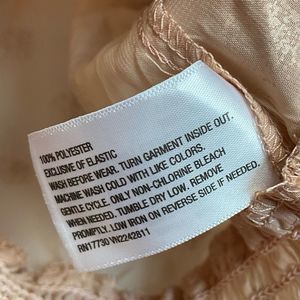 100% POLYESTER
EXCLUSIVE OF ELASTIC
WASH BEFORE WEAR. TURN GARMENT INSIDE OUT.
MACHINE WASH COLD WITH LIKE COLORS.
GENTLE CYCLE. ONLY NON-CHLORINE BLEACH
WHEN NEEDED. TUMBLE DRY LOW. REMOVE
PROMPTLY. LOW IRON ON REVERSE SIDE IF NEEDED.
RN17730 VN2242811